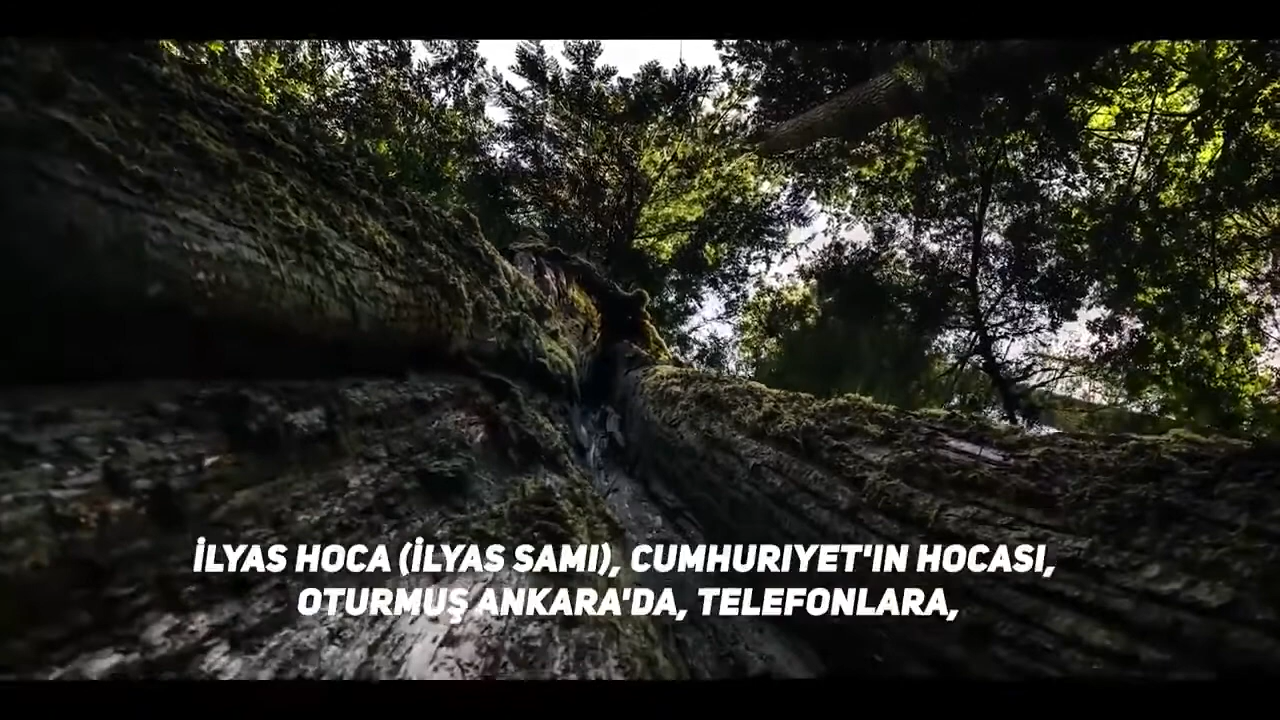 İLYAS HOCA (İLYAS SAMI), CUMHURIYET'IN HOCASI,
OTURMUŞ ANKARA'DA, TELEFONLARA,